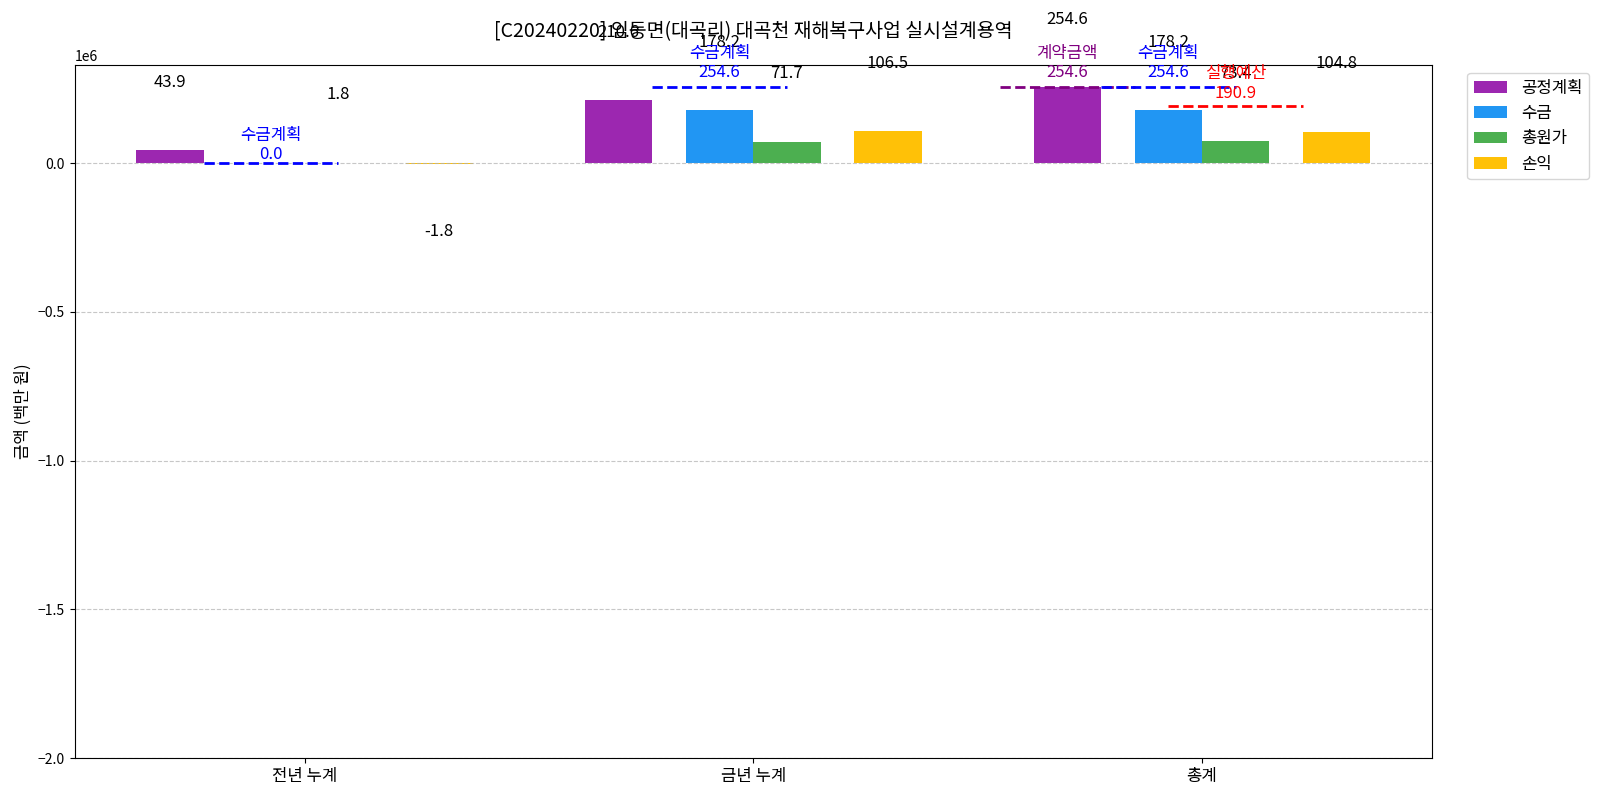 [C20240220] 임동면(대곡리) 대곡천 재해복구사업 실시설계용역
1e6
금액 (백만 원)
0.0
−0.5
−1.0
−1.5
−2.0
43.9
수금계획
0.0
1.8
-1.8
210.6
178.2
수금계획
254.6
71.7
106.5
254.6
계약금액
254.6
178.2
수금계획
254.6
73.4
실행예산
190.9
104.8
전년 누계
금년 누계
총계
공정계획
수금
총원가
손익